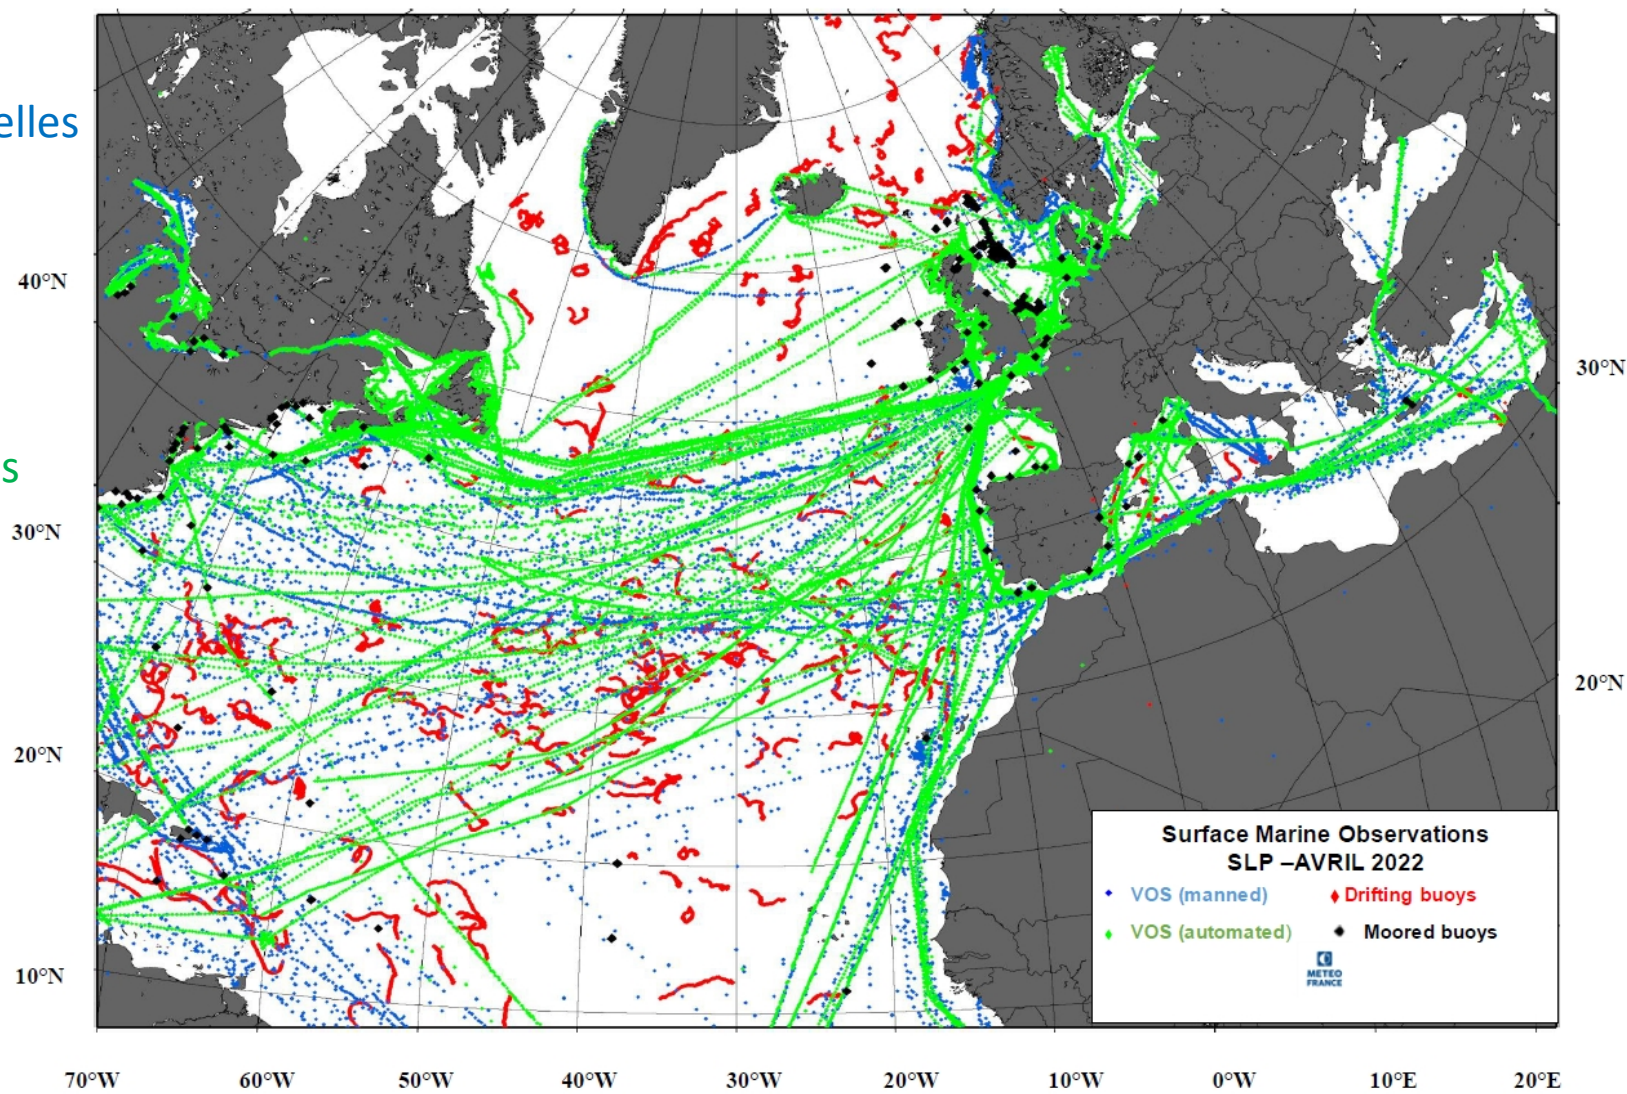 elles
s
40°N
30°N
20°N
10°N
30°N
20°N
Surface Marine Observations
SLP –AVRIL 2022
VOS (manned)
Drifting buoys
VOS (automated)
Moored buoys
METEO
FRANCE
70°W 60°W 50°W 40°W 30°W 20°W 10°W 0°W 10°E 20°E